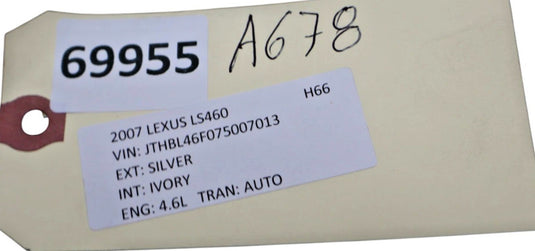 69955 A678
2007 LEXUS LS460 H66
VIN: JTHBL46F075007013
EXT: SILVER
INT: IVORY
ENG: 4.6L TRAN: AUTO